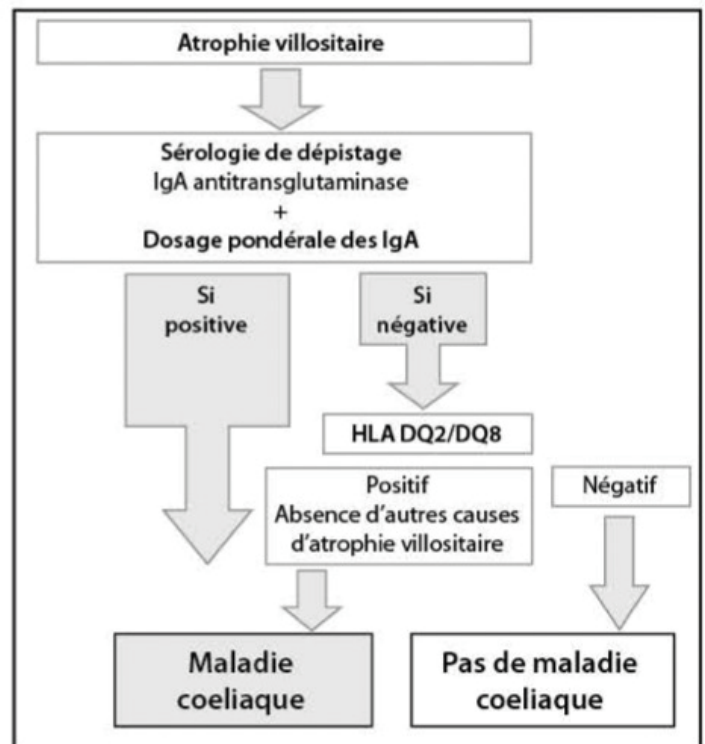 Atrophie villositaire
Sérologie de dépistage
IgA antitransglutaminase
+
Dosage pondérale des IgA
Si
positive
Si
négative
HLA DQ2/DQ8
Positif
Absence d'autres causes
d'atrophie villositaire
Négatif
Maladie
coeliaque
Pas de maladie
coeliaque